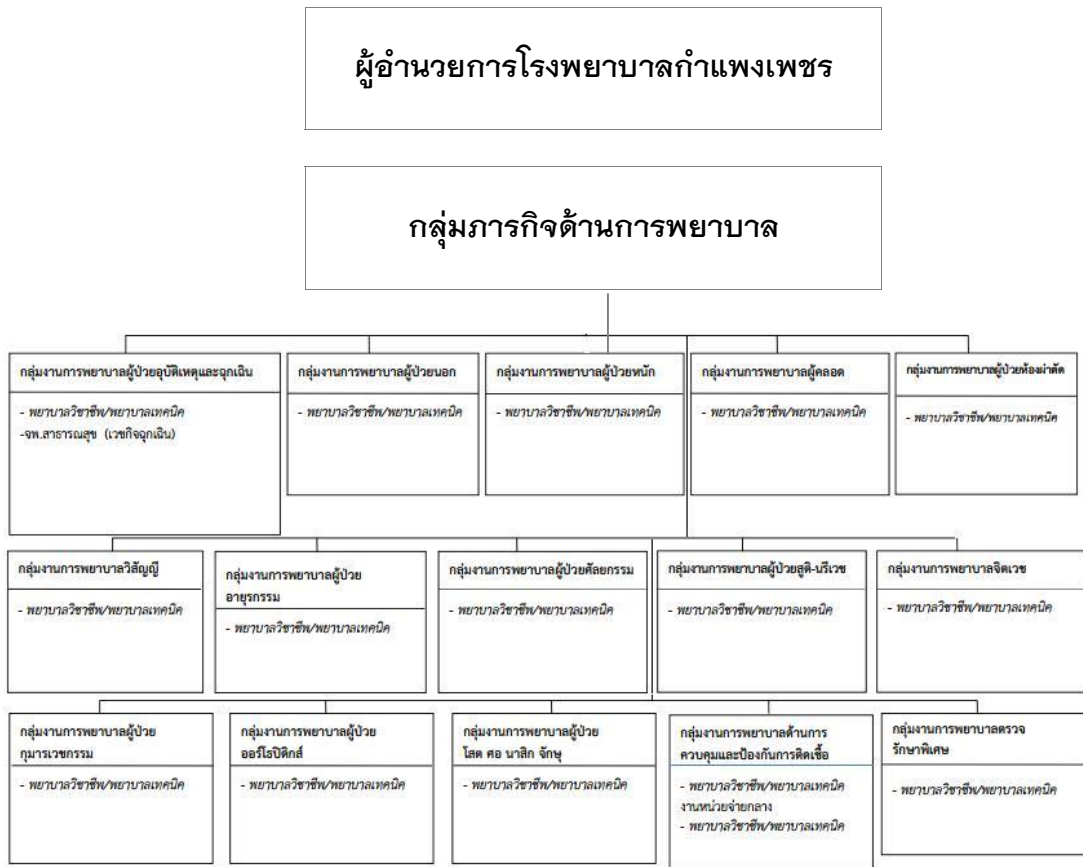 ผู้อำนวยการโรงพยาบาลกำแพงเพชร
กลุ่มภารกิจด้านการพยาบาล
กลุ่มงานการพยาบาลผู้ป่วยอุบัติเหตุและฉุกเฉิน
- พยาบาลวิชาชีพ/พยาบาลเทคนิค
-จพ.สาธารณสุข (เวชกิจฉุกเฉิน)
กลุ่มงานการพยาบาลผู้ป่วยนอก
- พยาบาลวิชาชีพ/พยาบาลเทคนิค
กลุ่มงานการพยาบาลผู้ป่วยหนัก
- พยาบาลวิชาชีพ/พยาบาลเทคนิค
กลุ่มงานการพยาบาลผู้คลอด
- พยาบาลวิชาชีพ/พยาบาลเทคนิค
กลุ่มงานการพยาบาลผู้ป่วยห้องผ่าตัด
- พยาบาลวิชาชีพ/พยาบาลเทคนิค
กลุ่มงานการพยาบาลวิสัญญี
- พยาบาลวิชาชีพ/พยาบาลเทคนิค
กลุ่มงานการพยาบาลผู้ป่วย
อายุรกรรม
- พยาบาลวิชาชีพ/พยาบาลเทคนิค
กลุ่มงานการพยาบาลผู้ป่วยศัลยกรรม
- พยาบาลวิชาชีพ/พยาบาลเทคนิค
กลุ่มงานการพยาบาลผู้ป่วยสูติ-นรีเวช
- พยาบาลวิชาชีพ/พยาบาลเทคนิค
กลุ่มงานการพยาบาลจิตเวช
- พยาบาลวิชาชีพ/พยาบาลเทคนิค
กลุ่มงานการพยาบาลผู้ป่วย
กุมารเวชกรรม
- พยาบาลวิชาชีพ/พยาบาลเทคนิค
กลุ่มงานการพยาบาลผู้ป่วย
ออร์โธปิดิกส์
- พยาบาลวิชาชีพ/พยาบาลเทคนิค
กลุ่มงานการพยาบาลผู้ป่วย
โสต ศอ นาสิก จักษุ
- พยาบาลวิชาชีพ/พยาบาลเทคนิค
กลุ่มงานการพยาบาลด้านการ
ควบคุมและป้องกันการติดเชื้อ
- พยาบาลวิชาชีพ/พยาบาลเทคนิค
งานหน่วยจ่ายกลาง
- พยาบาลวิชาชีพ/พยาบาลเทคนิค
กลุ่มงานการพยาบาลตรวจ
รักษาพิเศษ
- พยาบาลวิชาชีพ/พยาบาลเทคนิค